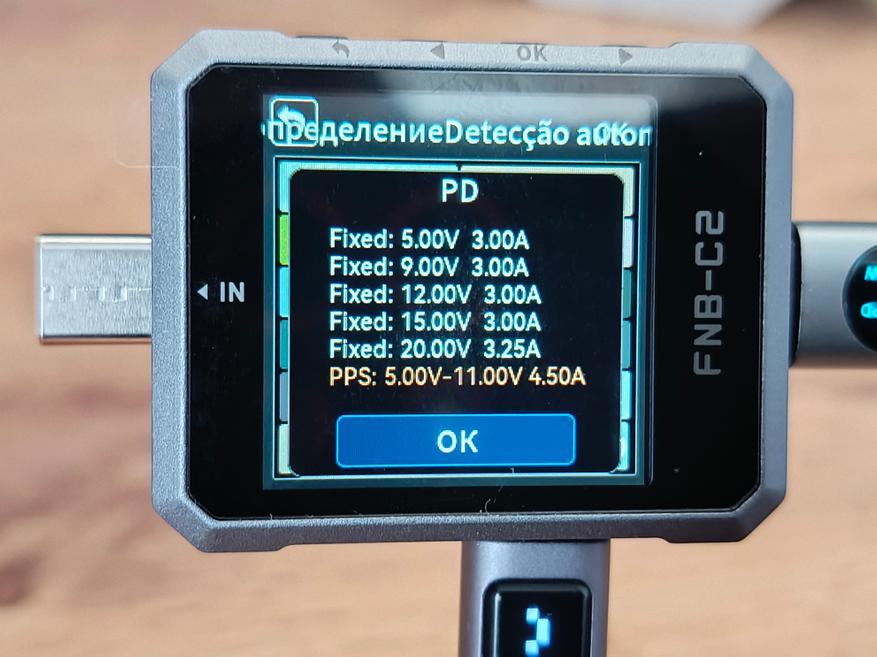 OK
пределениеDetecção autom
PD
Fixed: 5.00V 3.00A
Fixed: 9.00V 3.00A
Fixed: 12.00V 3.00A
Fixed: 15.00V 3.00A
Fixed: 20.00V 3.25A
PPS: 5.00V-11.00V 4.50A
OK
IN
FNB-C2